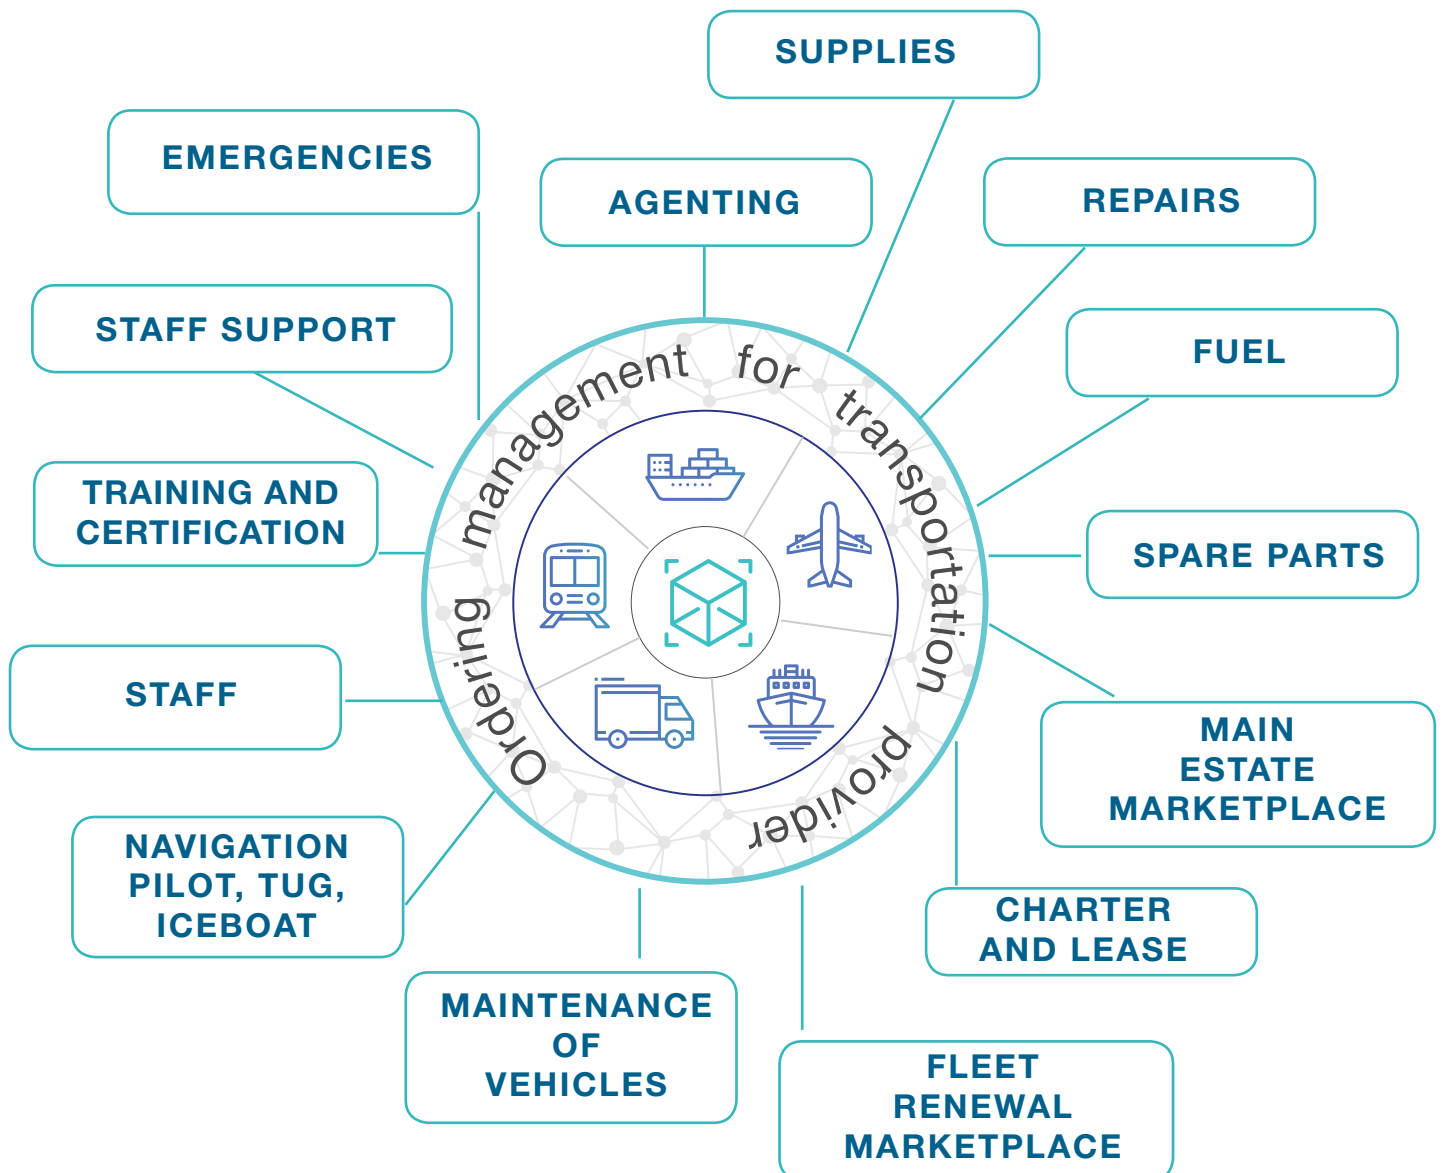 SUPPLIES
EMERGENCIES
AGENTING
REPAIRS
STAFF SUPPORT
FUEL
TRAINING AND
CERTIFICATION
SPARE PARTS
STAFF
MAIN
ESTATE
MARKETPLACE
NAVIGATION
PILOT, TUG,
ICEBOAT
CHARTER
AND LEASE
MAINTENANCE
OF
VEHICLES
FLEET
RENEWAL
MARKETPLACE
Ordering management for transportation provider